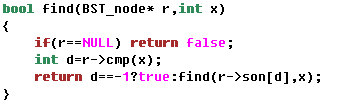 bool find(BST_node* r,int x)
{
    if(r==NULL) return false;
    int d=r->cmp(x);
    return d==-1?true:find(r->son[d],x);
}